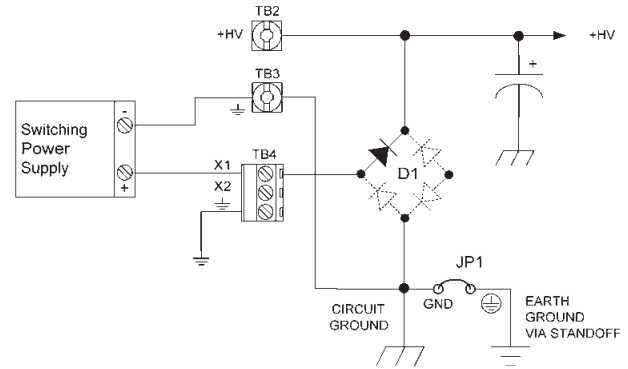 TB2
+HV
+HV
+
TB3
-
Switching
Power
Supply
+
X1
TB4
X2
D1
JP1
CIRCUIT
GROUND
GND
EARTH
GROUND
VIA STANDOFF